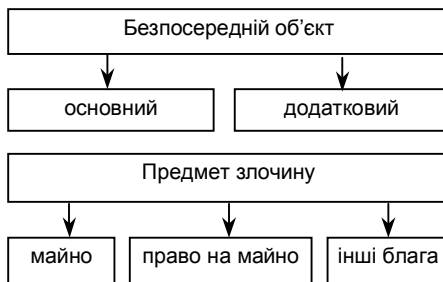 Безпосередній об’єкт
основний
додатковий
Предмет злочину
майно
право на майно
інші блага